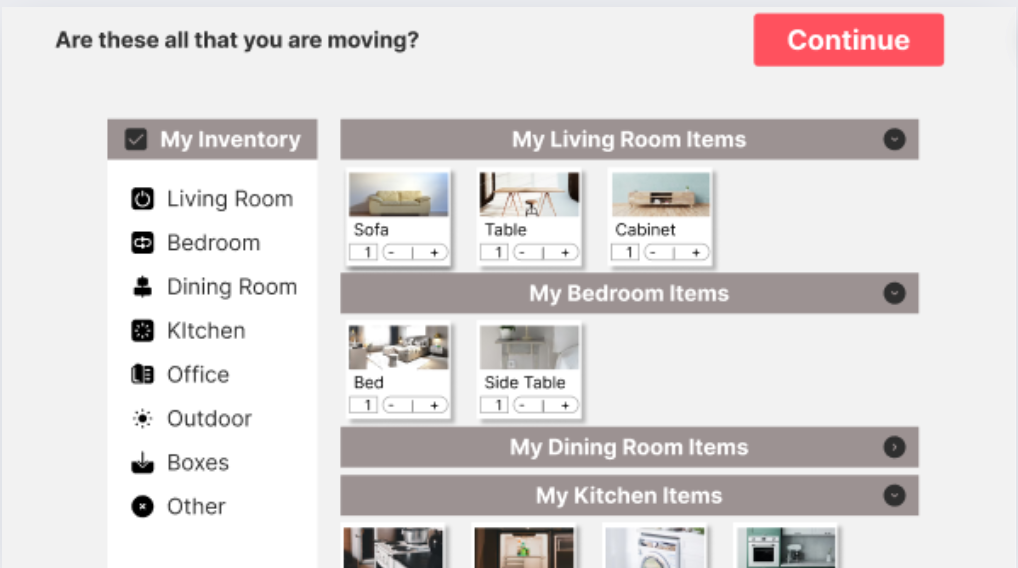 Are these all that you are moving?
Continue
My Inventory
Living Room
Bedroom
Dining Room
KItchen
Office
Outdoor
Boxes
Other
My Living Room Items
Sofa
1 - | +
Table
1 - | +
Cabinet
1 - | +
My Bedroom Items
Bed
1 - | +
Side Table
1 - | +
My Dining Room Items
My Kitchen Items